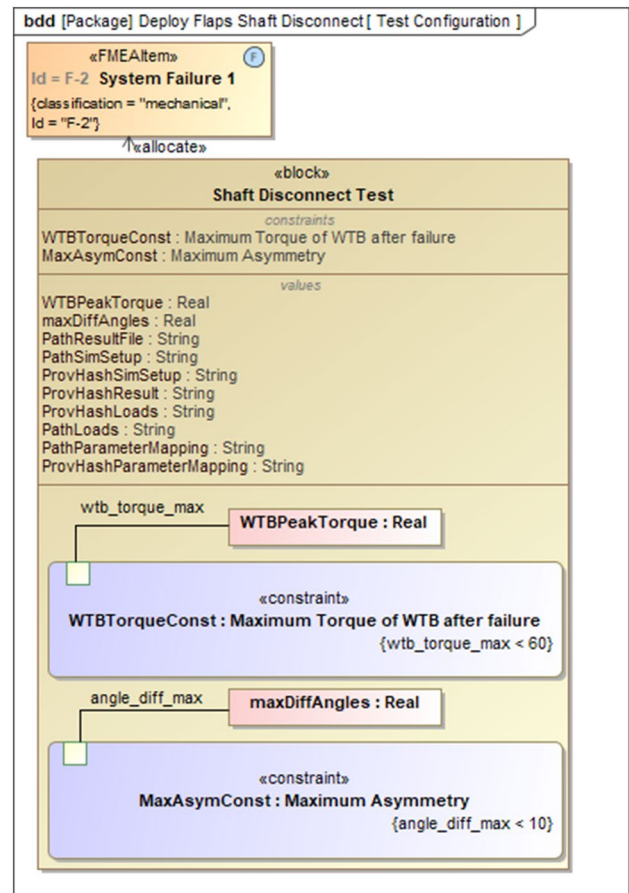 bdd [Package] Deploy Flaps Shaft Disconnect [ Test Configuration ]
«FMEAItem»
F
Id = F-2 System Failure 1
{classification = "mechanical",
Id = "F-2"}
«allocate»
«block»
Shaft Disconnect Test
constraints
WTBTorqueConst : Maximum Torque of WTB after failure
MaxAsymConst : Maximum Asymmetry
values
WTBPeakTorque : Real
maxDiffAngles : Real
PathResultFile : String
PathSimSetup : String
ProvHashSimSetup : String
ProvHashResult : String
ProvHashLoads : String
PathLoads : String
PathParameterMapping : String
ProvHashParameterMapping : String
wtb_torque_max
WTBPeakTorque : Real
«constraint»
WTBTorqueConst : Maximum Torque of WTB after failure
{wtb_torque_max < 60}
angle_diff_max
maxDiffAngles : Real
«constraint»
MaxAsymConst : Maximum Asymmetry
{angle_diff_max < 10}